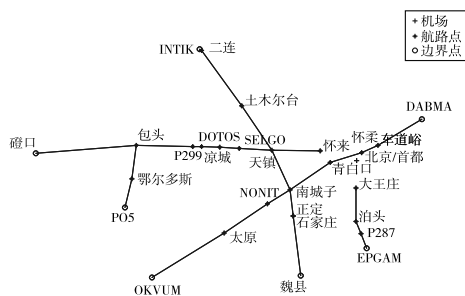 机场
航路点
边界点
INTIK 二连
DABMA
土木尔台
包头
DOTOS SELGO
怀柔 车道峪
磴口
P299 凉城
天镇
怀来
北京/首都
青白口
鄂尔多斯
大王庄
NONIT 南城子
PO5
正定
石家庄
泊头
太原
P287
EPGAM
OKVUM
魏县